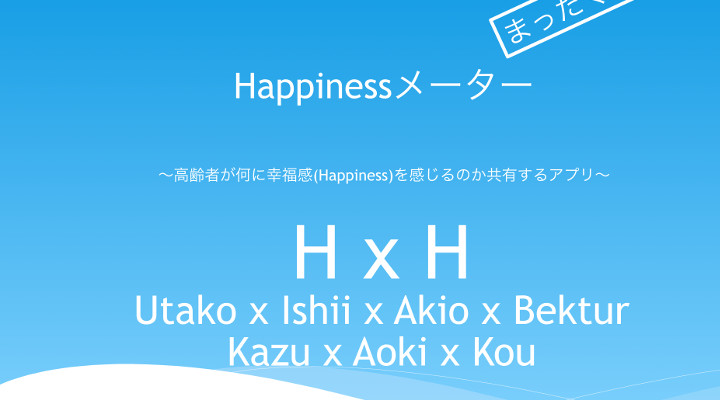 まった
Happinessメーター
～高齢者が何に幸福感(Happiness)を感じるのか共有するアプリ～
H x H
Utako x Ishii x Akio x Bektur
Kazu x Aoki x Kou